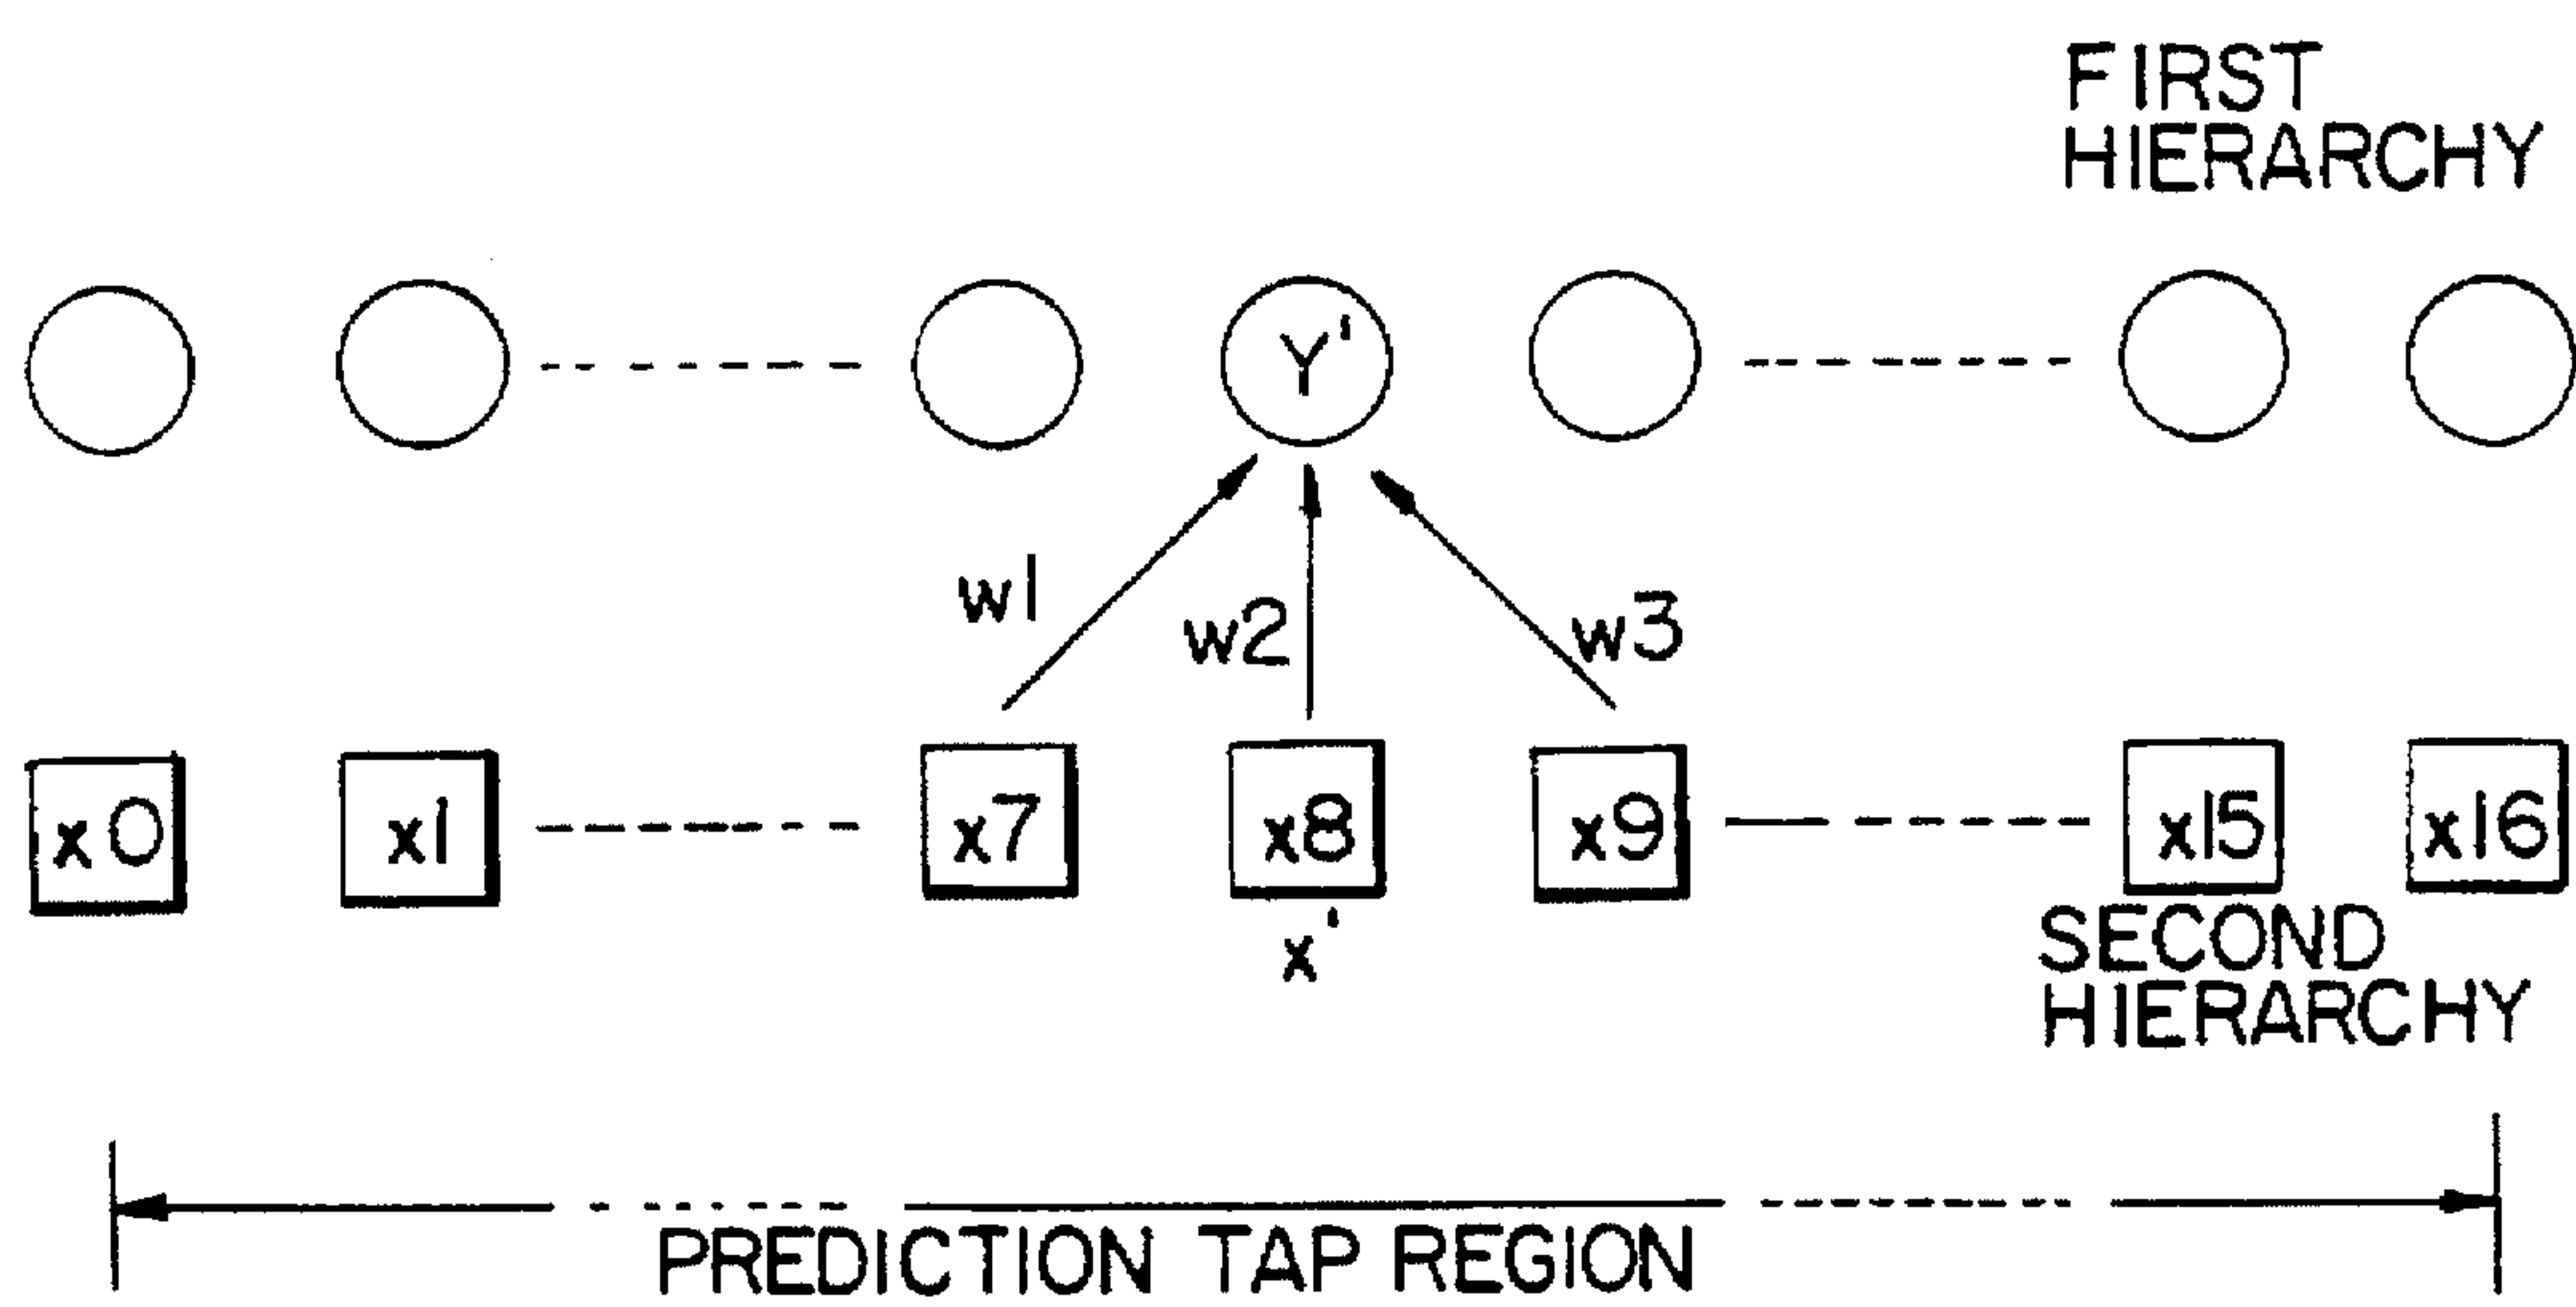 FIRST
HIERARCHY
Y'
w1
w2
w3
x0 x1 x7 x8 x9 x15 x16
x'
SECOND
HIERARCHY
PREDICTION TAP REGION